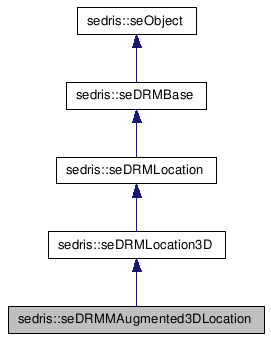 sedris::seObject
sedris::seDRMBase
sedris::seDRMLocation
sedris::seDRMLocation3D
sedris::seDRMMAugmented3DLocation